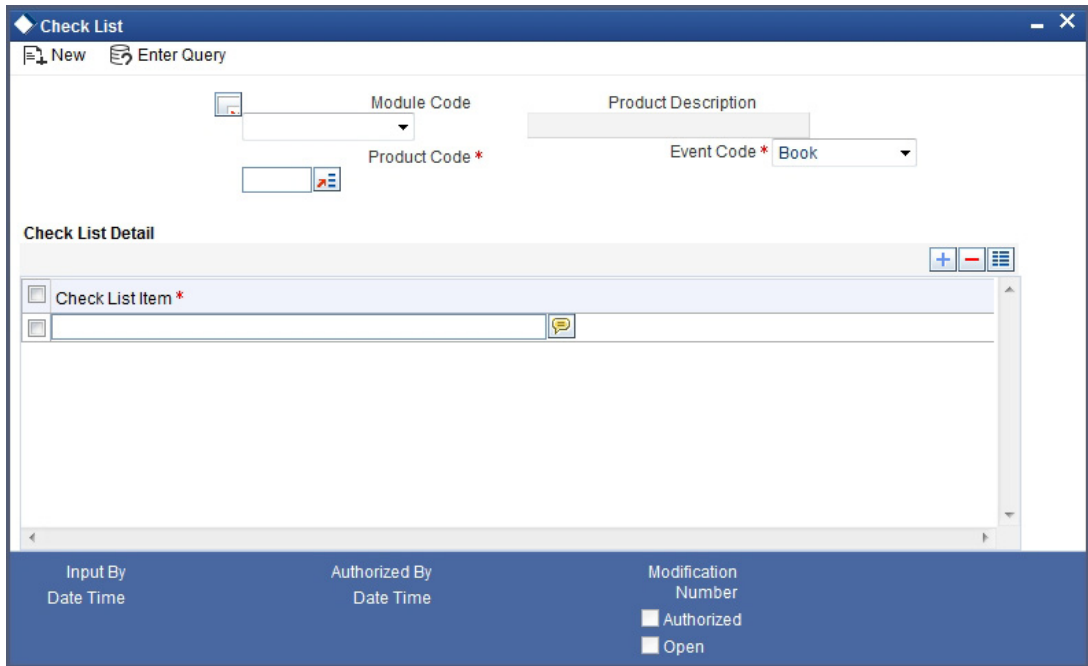 Check List
New Enter Query
Module Code Product Description
Product Code * Event Code * Book
Check List Detail
Check List Item *
Input By Authorized By Modification
Number
Date Time Date Time
Authorized
Open